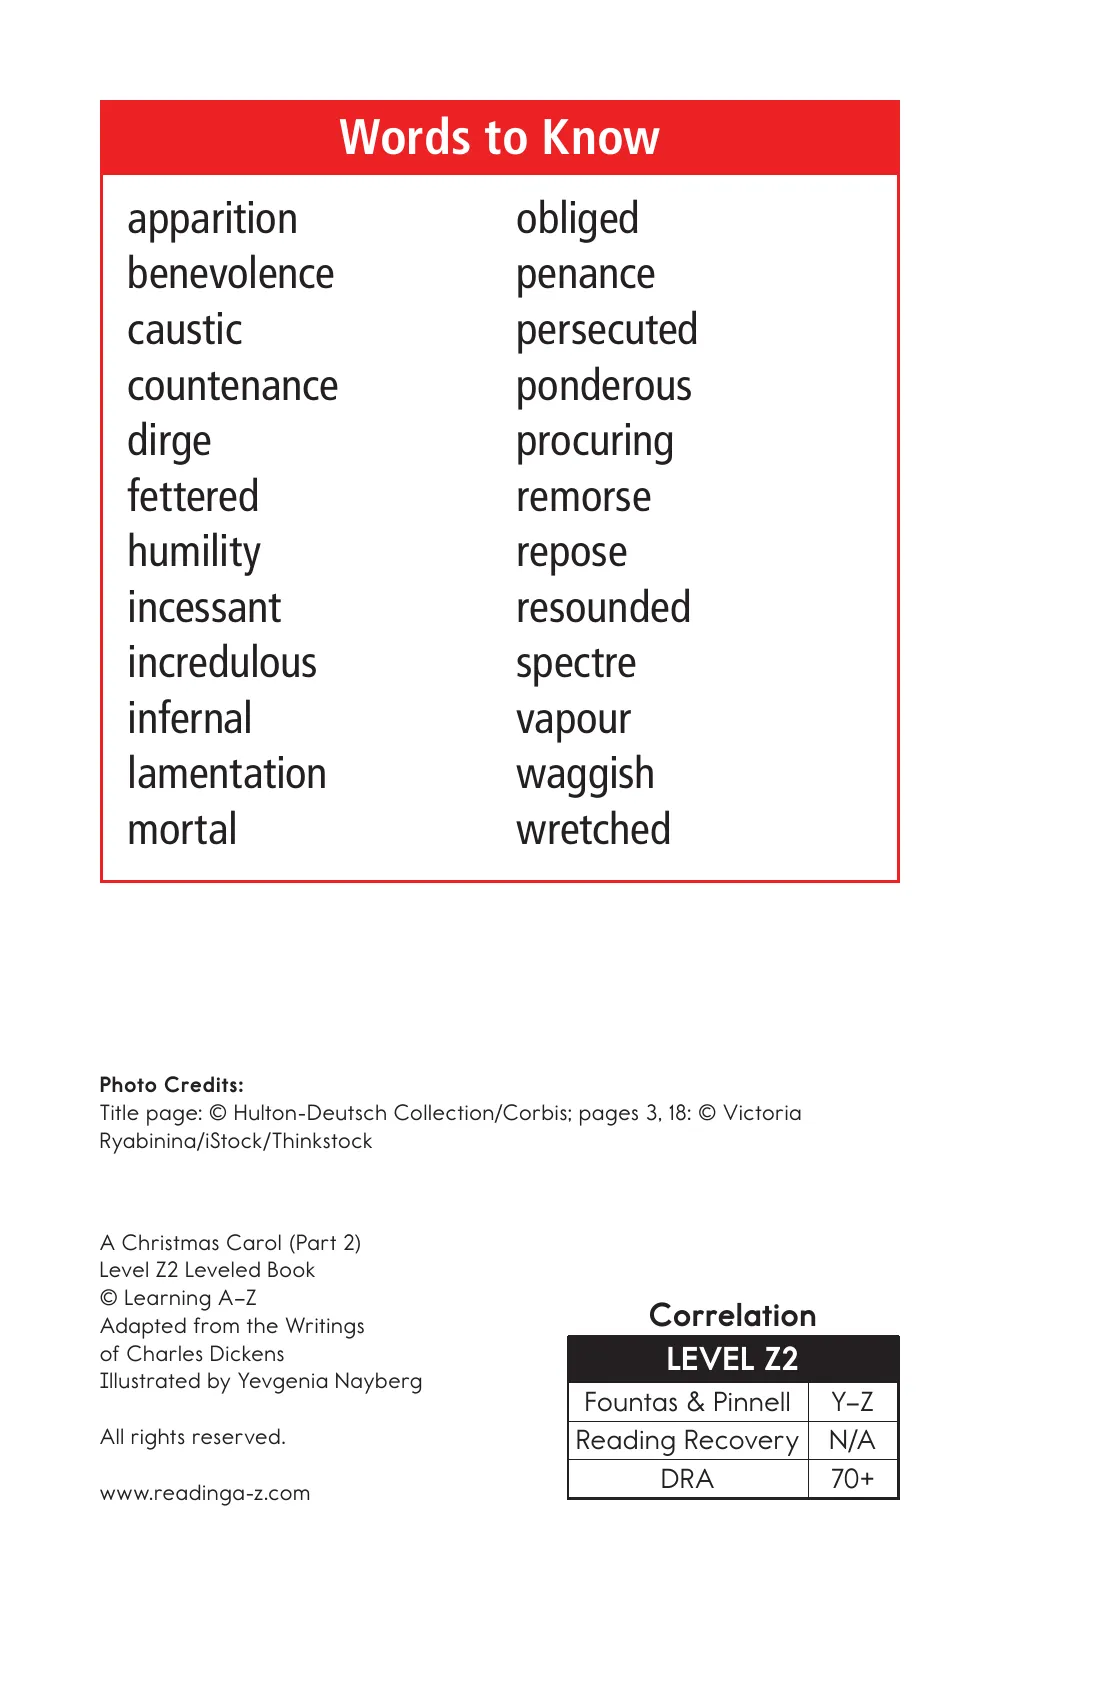 Words to Know
apparition
benevolence
caustic
countenance
dirge
fettered
humility
incessant
incredulous
infernal
lamentation
mortal
obliged
penance
persecuted
ponderous
procuring
remorse
repose
resounded
spectre
vapour
waggish
wretched
Photo Credits:
Title page: © Hulton-Deutsch Collection/Corbis; pages 3, 18: © Victoria
Ryabinina/iStock/Thinkstock
A Christmas Carol (Part 2)
Level Z2 Leveled Book
© Learning A–Z
Adapted from the Writings
of Charles Dickens
Illustrated by Yevgenia Nayberg
All rights reserved.
www.readinga-z.com
Correlation
LEVEL Z2
Fountas & Pinnell Y–Z
Reading Recovery N/A
DRA 70+